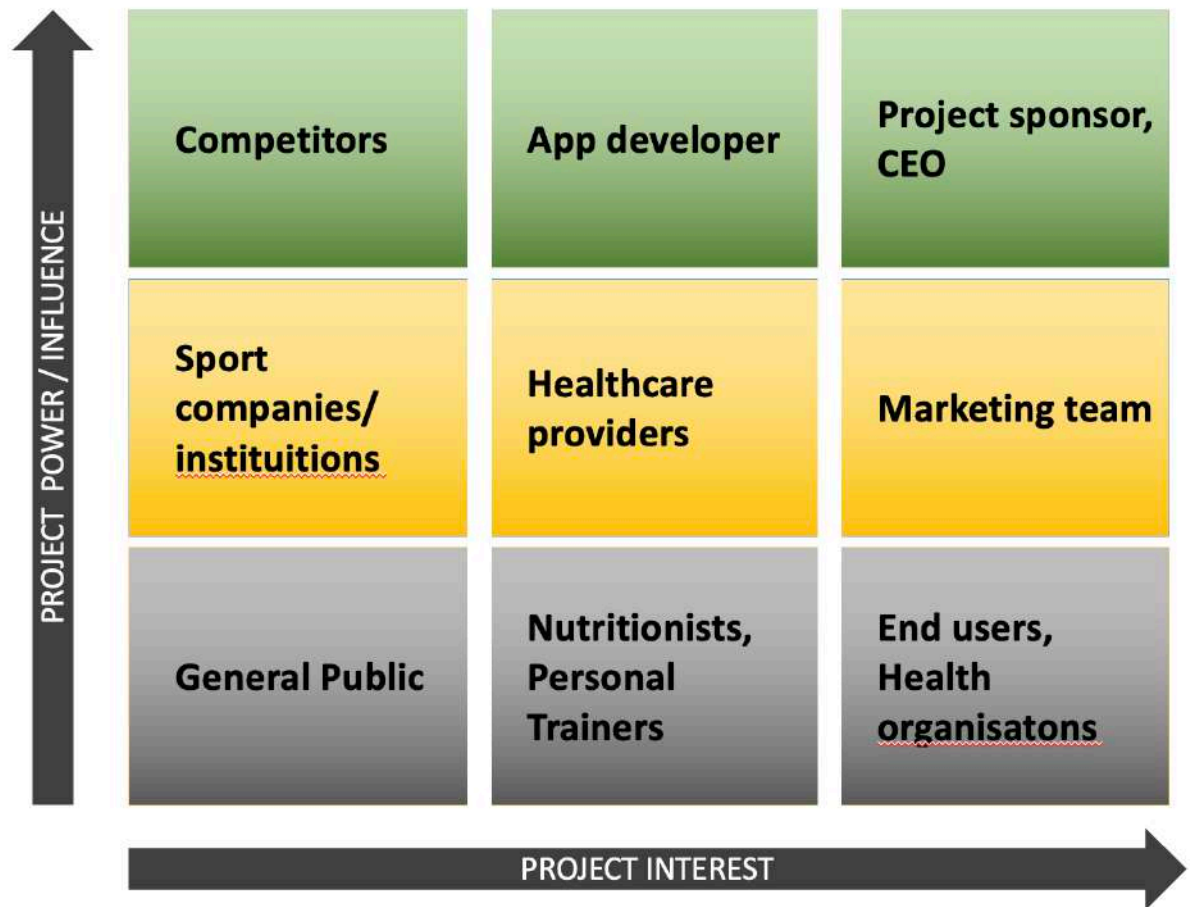 PROJECT POWER / INFLUENCE
Competitors
App developer
Project sponsor,
CEO
Sport
companies/
instituitions
Healthcare
providers
Marketing team
General Public
Nutritionists,
Personal
Trainers
End users,
Health
organisatons
PROJECT INTEREST